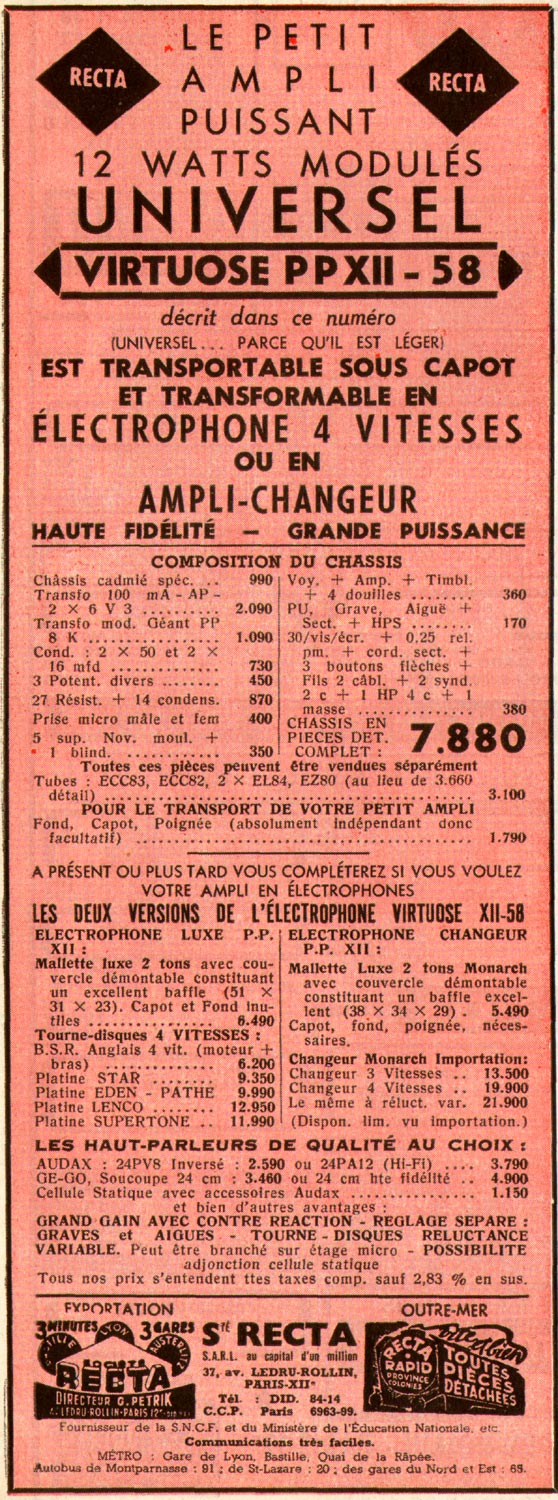 LE PETIT
RECTA AMPLI RECTA
PUISSANT
12 WATTS MODULÉS
UNIVERSEL
VIRTUOSE PP XII - 58
décrit dans ce numéro
(UNIVERSEL... PARCE QU'IL EST LÉGER)
EST TRANSPORTABLE SOUS CAPOT
ET TRANSFORMABLE EN
ÉLECTROPHONE 4 VITESSES
OU EN
AMPLI-CHANGEUR
HAUTE FIDÉLITÉ — GRANDE PUISSANCE
COMPOSITION DU CHASSIS
Châssis cadmié spéc. .. 990
Transfo 100 mA - AP -
2 × 6 V 3 .......... 2.090
Transfo mod. Géant PP
8 K ................ 1.090
Cond. : 2 × 50 et 2 ×
16 mfd .............. 730
3 Potent. divers ....... 450
27 Résist. + 14 condens. 870
Prise micro mâle et fem 400
5 sup. Nov. moul. +
1 blind. ............. 350
Voy. + Amp. + Timbl.
+ 4 douilles ........ 360
PU, Grave, Aiguë +
Sect. + HPS ........ 170
30/vis/écr. + 0,25 rel.
pm. + cord. sect. +
3 boutons flèches +
Fils 2 câbl. + 2 synd.
2 c + 1 HP 4 c + 1
masse .............. 380
CHASSIS EN
PIECES DET.
COMPLET : 7.880
Toutes ces pièces peuvent être vendues séparément
Tubes : ECC83, ECC82, 2 × EL84, EZ80 (au lieu de 3.660
détail) ................................................ 3.100
POUR LE TRANSPORT DE VOTRE PETIT AMPLI
Fond, Capot, Poignée (absolument indépendant donc
facultatif) ............................................ 1.790
A PRÉSENT OU PLUS TARD VOUS COMPLÉTEREZ SI VOUS VOULEZ
VOTRE AMPLI EN ÉLECTROPHONES
LES DEUX VERSIONS DE L'ÉLECTROPHONE VIRTUOSE XII-58
ELECTROPHONE LUXE P.P.
XII :
Mallette luxe 2 tons avec cou-
vercle démontable constituant
un excellent baffle (51 ×
31 × 23). Capot et Fond inu-
tiles ................ 6.490
Tourne-disques 4 VITESSES :
B.S.R. Anglais 4 vit. (moteur +
bras) .............. 6.200
Platine STAR ........ 9.350
Platine EDEN - PATHE 9.990
Platine LENCO ....... 12.950
Platine SUPERTONE .. 11.990
ELECTROPHONE CHANGEUR
P.P. XII :
Mallette Luxe 2 tons Monarch
avec couvercle démontable
constituant un baffle excel-
lent (38 × 34 × 29) . 5.490
Capot, fond, poignée, néces-
saires.
Changeur Monarch Importation:
Changeur 3 Vitesses .. 13.500
Changeur 4 Vitesses .. 19.900
Le même à réluct. var. 21.900
(Dispon. lim. vu importation.)
LES HAUT-PARLEURS DE QUALITÉ AU CHOIX :
AUDAX : 24PV8 Inversé : 2.590 ou 24PA12 (Hi-Fi) .... 3.790
GE-GO, Soucoupe 24 cm : 3.460 ou 24 cm hte fidélité .. 4.900
Cellule Statique avec accessoires Audax .............. 1.150
et bien d'autres avantages :
GRAND GAIN AVEC CONTRE REACTION - REGLAGE SEPARE :
GRAVES et AIGUES - TOURNE-DISQUES RELUCTANCE
VARIABLE. Peut être branché sur étage micro - POSSIBILITE
adjonction cellule statique
Tous nos prix s'entendent ttes taxes comp. sauf 2,83 % en sus.
EXPORTATION
3 MINUTES 3 GARES
LYON AUSTERLITZ
SOCIÉTÉ
RECTA
DIRECTEUR G. PETRIK
LEDRU-ROLLIN-PARIS 12e
Sté RECTA
S.A.R.L. au capital d'un million
37, av. LEDRU-ROLLIN,
PARIS-XIIe
Tél. : DID. 84-14
C.C.P. Paris 6963-99.
OUTRE-MER
vite et bien
RECTA
RAPID
PROVINCE
COLONIES
TOUTES
PIÈCES
DÉTACHÉES
Fournisseur de la S.N.C.F. et du Ministère de l'Éducation Nationale, etc.
Communications très faciles.
MÉTRO : Gare de Lyon, Bastille, Quai de la Râpée.
Autobus de Montparnasse : 91 ; de St-Lazare : 20 ; des gares du Nord et Est : 65.